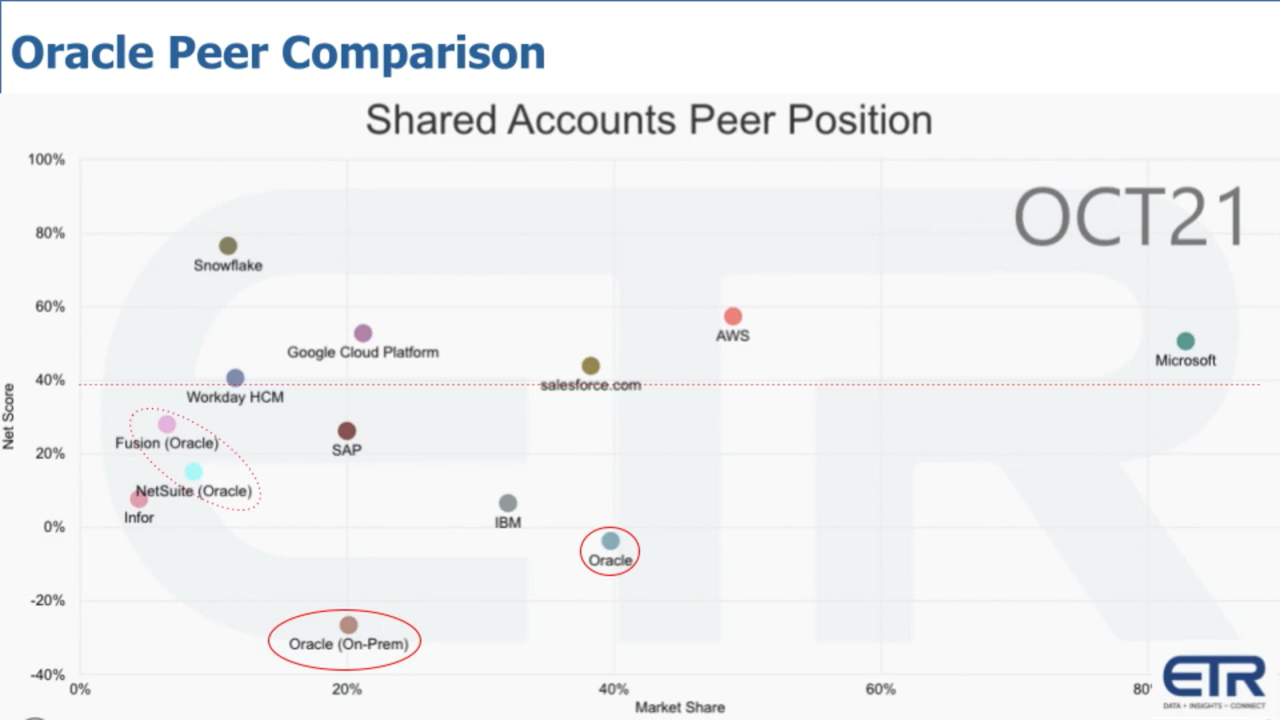 Oracle Peer Comparison
Shared Accounts Peer Position
OCT21
100%
80%
60%
40%
20%
0%
-20%
-40%
Net Score
Snowflake
AWS
Google Cloud Platform
Microsoft
salesforce.com
Workday HCM
Fusion (Oracle)
SAP
NetSuite (Oracle)
Infor
IBM
Oracle
Oracle (On-Prem)
0%
20%
40%
60%
80
Market Share
ETR
DATA + INSIGHTS + CONNECT
ETR